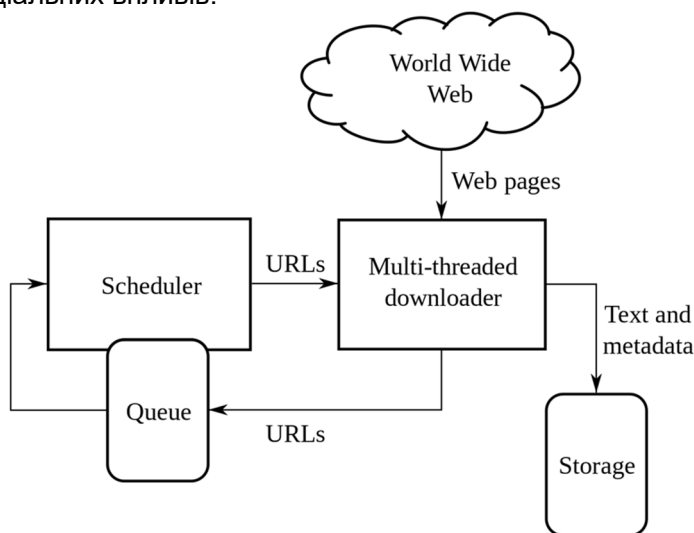 World Wide
Web
Web pages
Scheduler
URLs
Multi-threaded
downloader
Text and
metadata
Queue
URLs
Storage